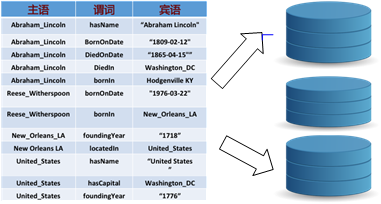 主语 谓词 宾语
Abraham_Lincoln hasName “Abraham Lincoln”
Abraham_Lincoln BornOnDate “1809-02-12”
Abraham_Lincoln DiedOnDate “1865-04-15””
Abraham_Lincoln DiedIn Washington_DC
Abraham_Lincoln bornIn Hodgenville KY
Reese_Witherspoon bornOnDate "1976-03-22"
Reese_Witherspoon bornIn New_Orleans_LA
New_Orleans_LA foundingYear “1718”
New Orleans_LA locatedIn United_States
United_States hasName “United States
”
United_States hasCapital Washington_DC
United_States foundingYear “1776”